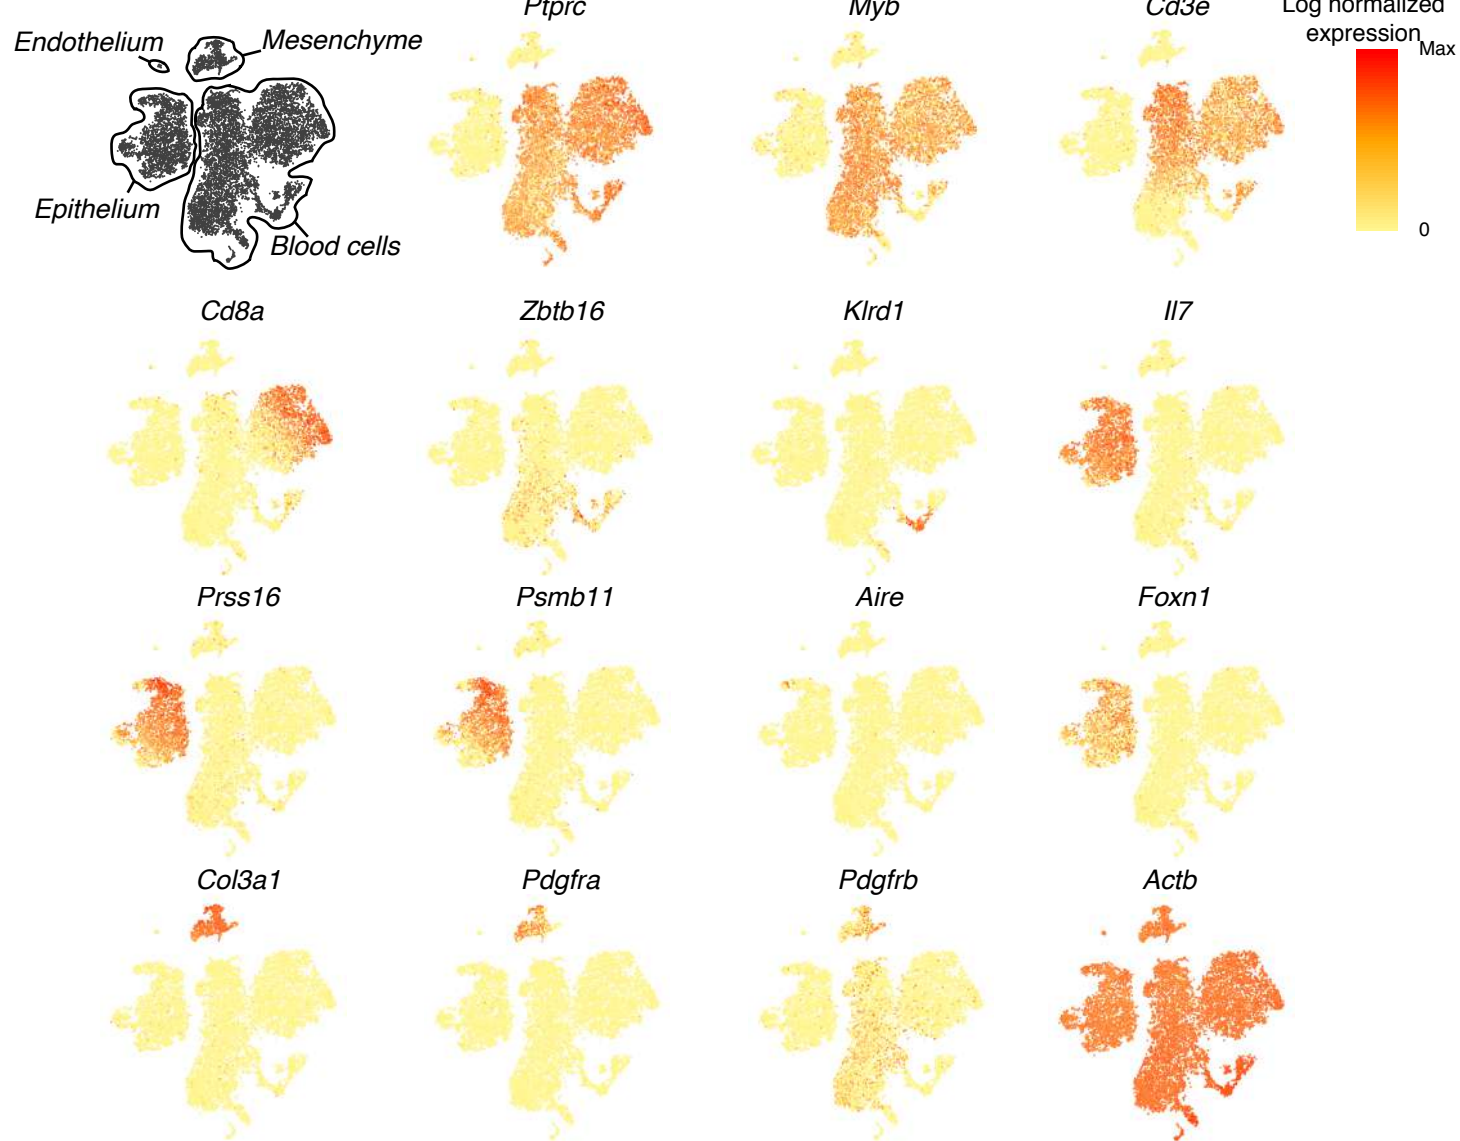 Ptprc
Myb
Cd3e
Log normalized
expression
Max
0
Endothelium
Mesenchyme
Epithelium
Blood cells
Cd8a
Zbtb16
Klrd1
Il7
Prss16
Psmb11
Aire
Foxn1
Col3a1
Pdgfra
Pdgfrb
Actb